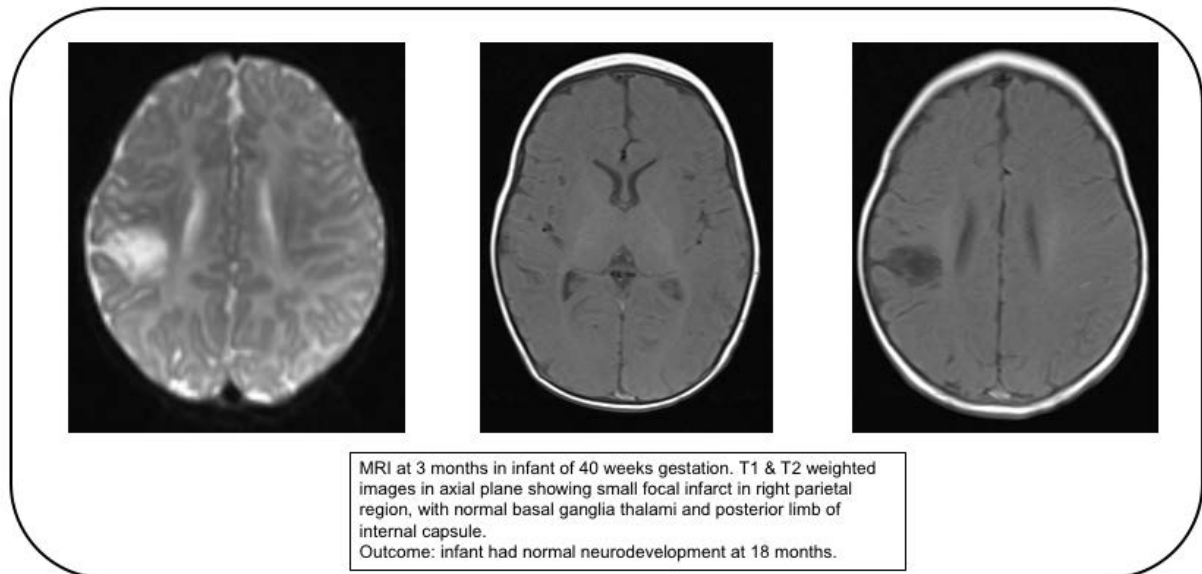 MRI at 3 months in infant of 40 weeks gestation. T1 & T2 weighted
images in axial plane showing small focal infarct in right parietal
region, with normal basal ganglia thalami and posterior limb of
internal capsule.
Outcome: infant had normal neurodevelopment at 18 months.